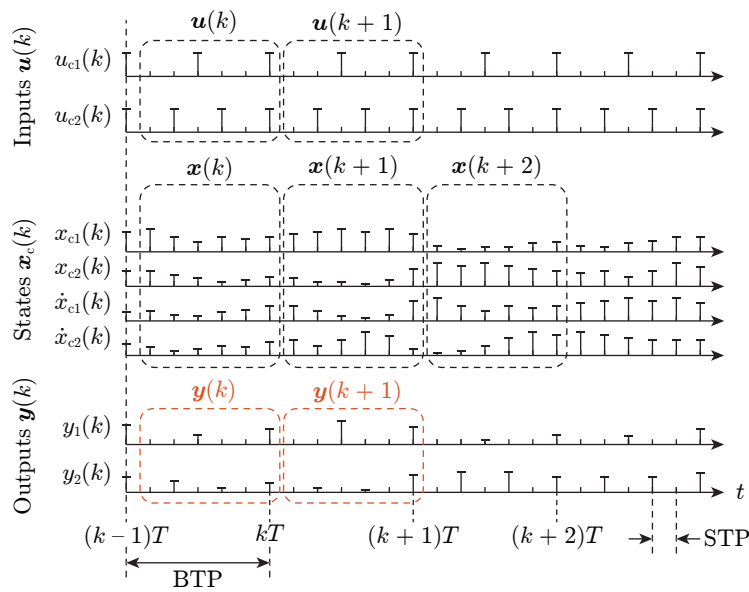 𝒖(k) 𝒖(k+1)
Inputs 𝒖(k)
u_c1(k)
u_c2(k)
𝒙(k) 𝒙(k+1) 𝒙(k+2)
States 𝒙_c(k)
x_c1(k)
x_c2(k)
ẋ_c1(k)
ẋ_c2(k)
𝒚(k) 𝒚(k+1)
Outputs 𝒚(k)
y_1(k)
y_2(k)
t
(k−1)T kT (k+1)T (k+2)T STP
BTP